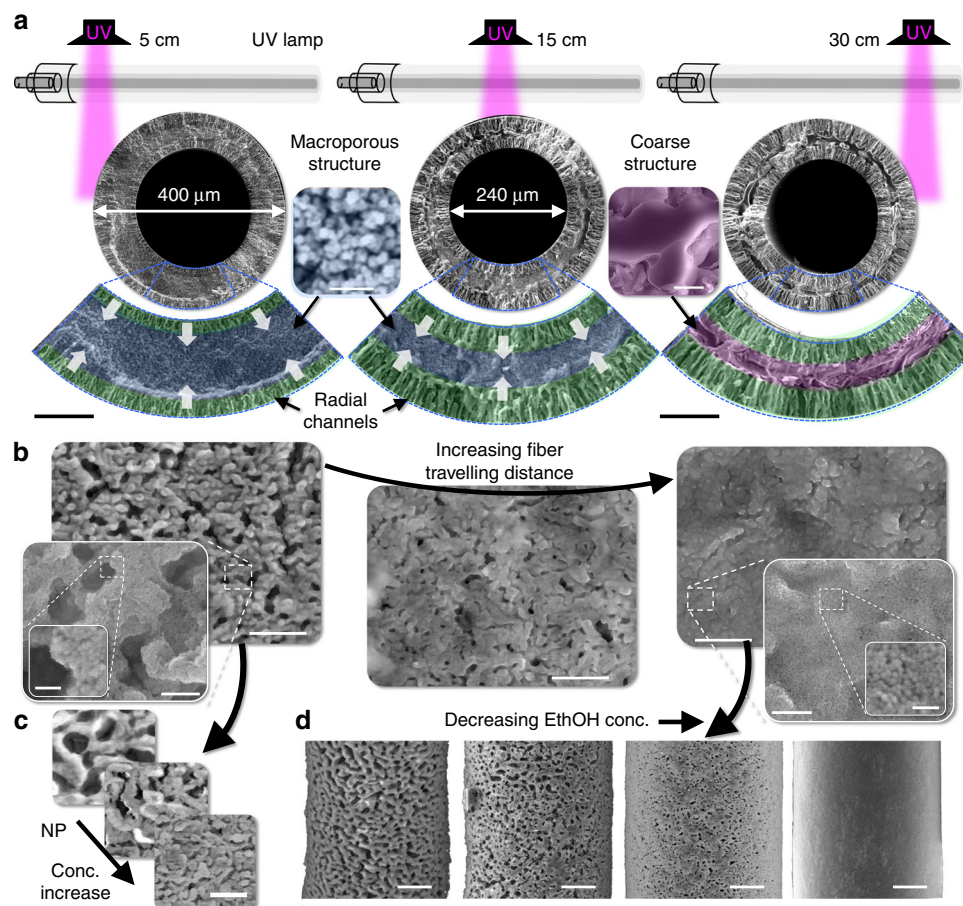 a
UV
5 cm
UV lamp
UV
15 cm
30 cm
UV
Macroporous
structure
Coarse
structure
400 μm
240 μm
Radial
channels
b
Increasing fiber
travelling distance
c
d
Decreasing EthOH conc.
NP
Conc.
increase